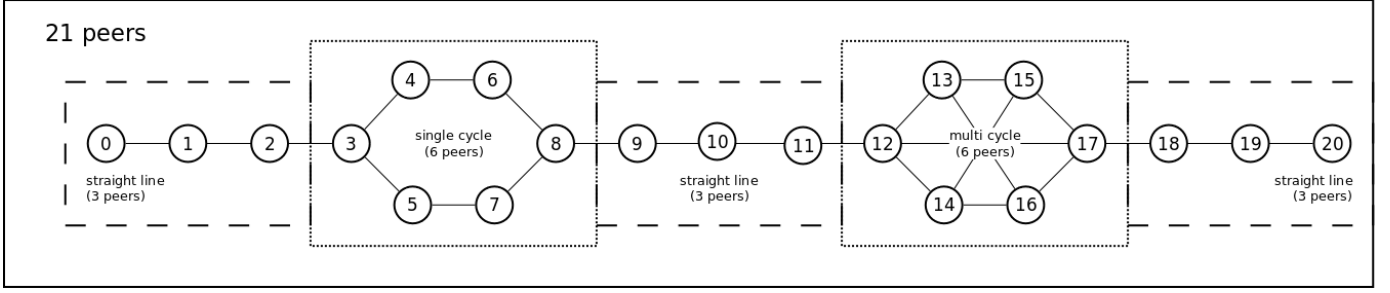 21 peers
4
6
13
15
0
1
2
3
single cycle
(6 peers)
8
9
10
11
12
multi cycle
(6 peers)
17
18
19
20
straight line
(3 peers)
5
7
straight line
(3 peers)
14
16
straight line
(3 peers)